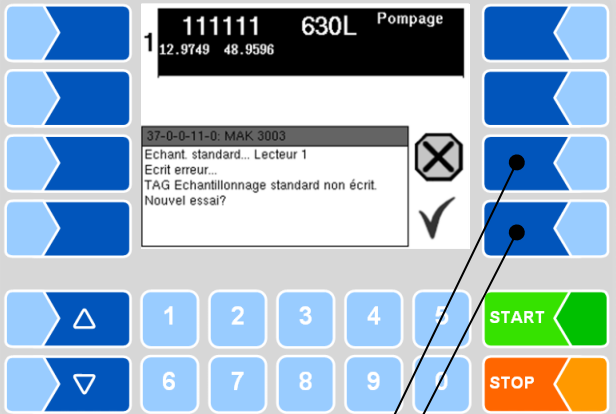 111111 630L Pompage
1
12.9749 48.9596
37-0-0-11-0: MAK 3003
Echant. standard... Lecteur 1
Ecrit erreur...
TAG Echantillonnage standard non écrit.
Nouvel essai?
1 2 3 4 5 START
6 7 8 9 0 STOP